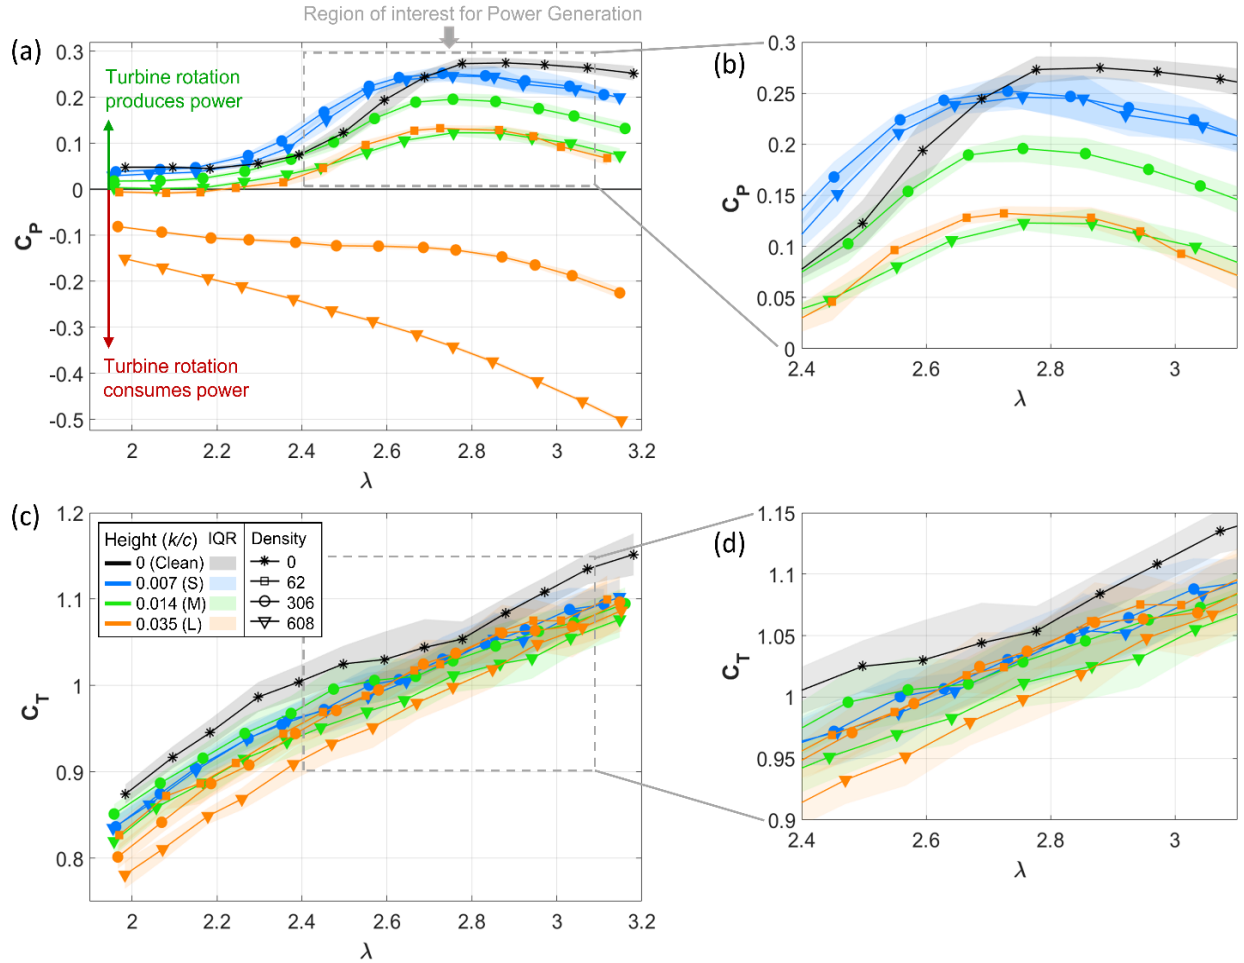 Region of interest for Power Generation
(a)
0.3
0.2
0.1
0
-0.1
-0.2
-0.3
-0.4
-0.5
C_P
Turbine rotation
produces power
Turbine rotation
consumes power
2
2.2
2.4
2.6
2.8
3
3.2
λ
(b)
0.3
0.25
0.2
0.15
0.1
0.05
0
C_P
2.4
2.6
2.8
3
λ
(c)
1.2
1.1
1
0.9
0.8
C_T
Height (k/c) IQR Density
0 (Clean) 0
0.007 (S) 62
0.014 (M) 306
0.035 (L) 608
2
2.2
2.4
2.6
2.8
3
3.2
λ
(d)
1.15
1.1
1.05
1
0.95
0.9
C_T
2.4
2.6
2.8
3
λ